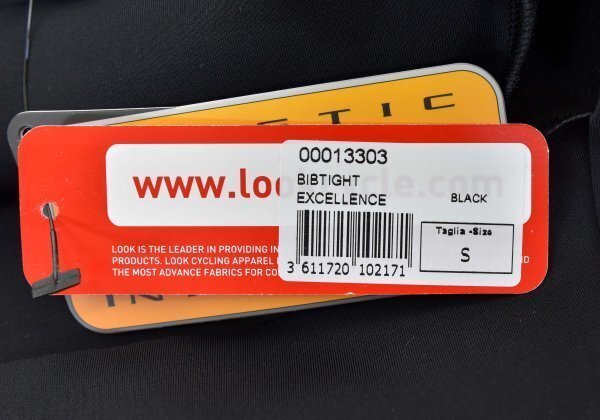 TIC
www.loo cle.com
00013303
BIBTIGHT
EXCELLENCE BLACK
Taglia -Size
S
3 611720 102171
LOOK IS THE LEADER IN PROVIDING IN
PRODUCTS. LOOK CYCLING APPAREL
THE MOST ADVANCE FABRICS FOR CO